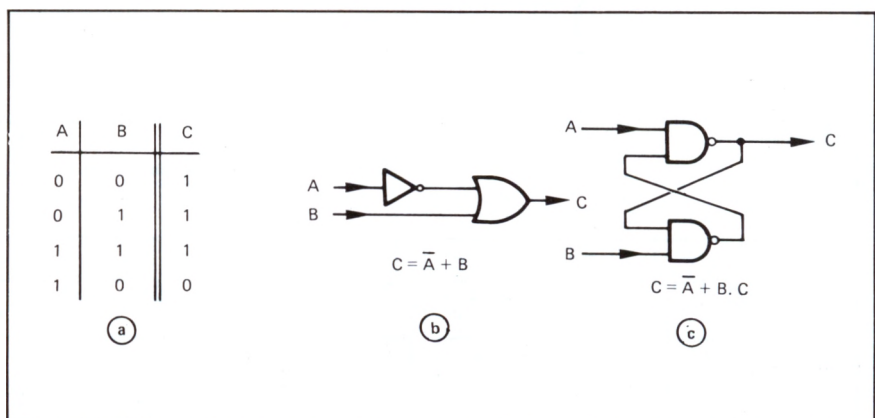 A B C
0 0 1
0 1 1
1 1 1
1 0 0
a
A
B
C
C = A̅ + B
b
A
B
C
C = A̅ + B. C
c